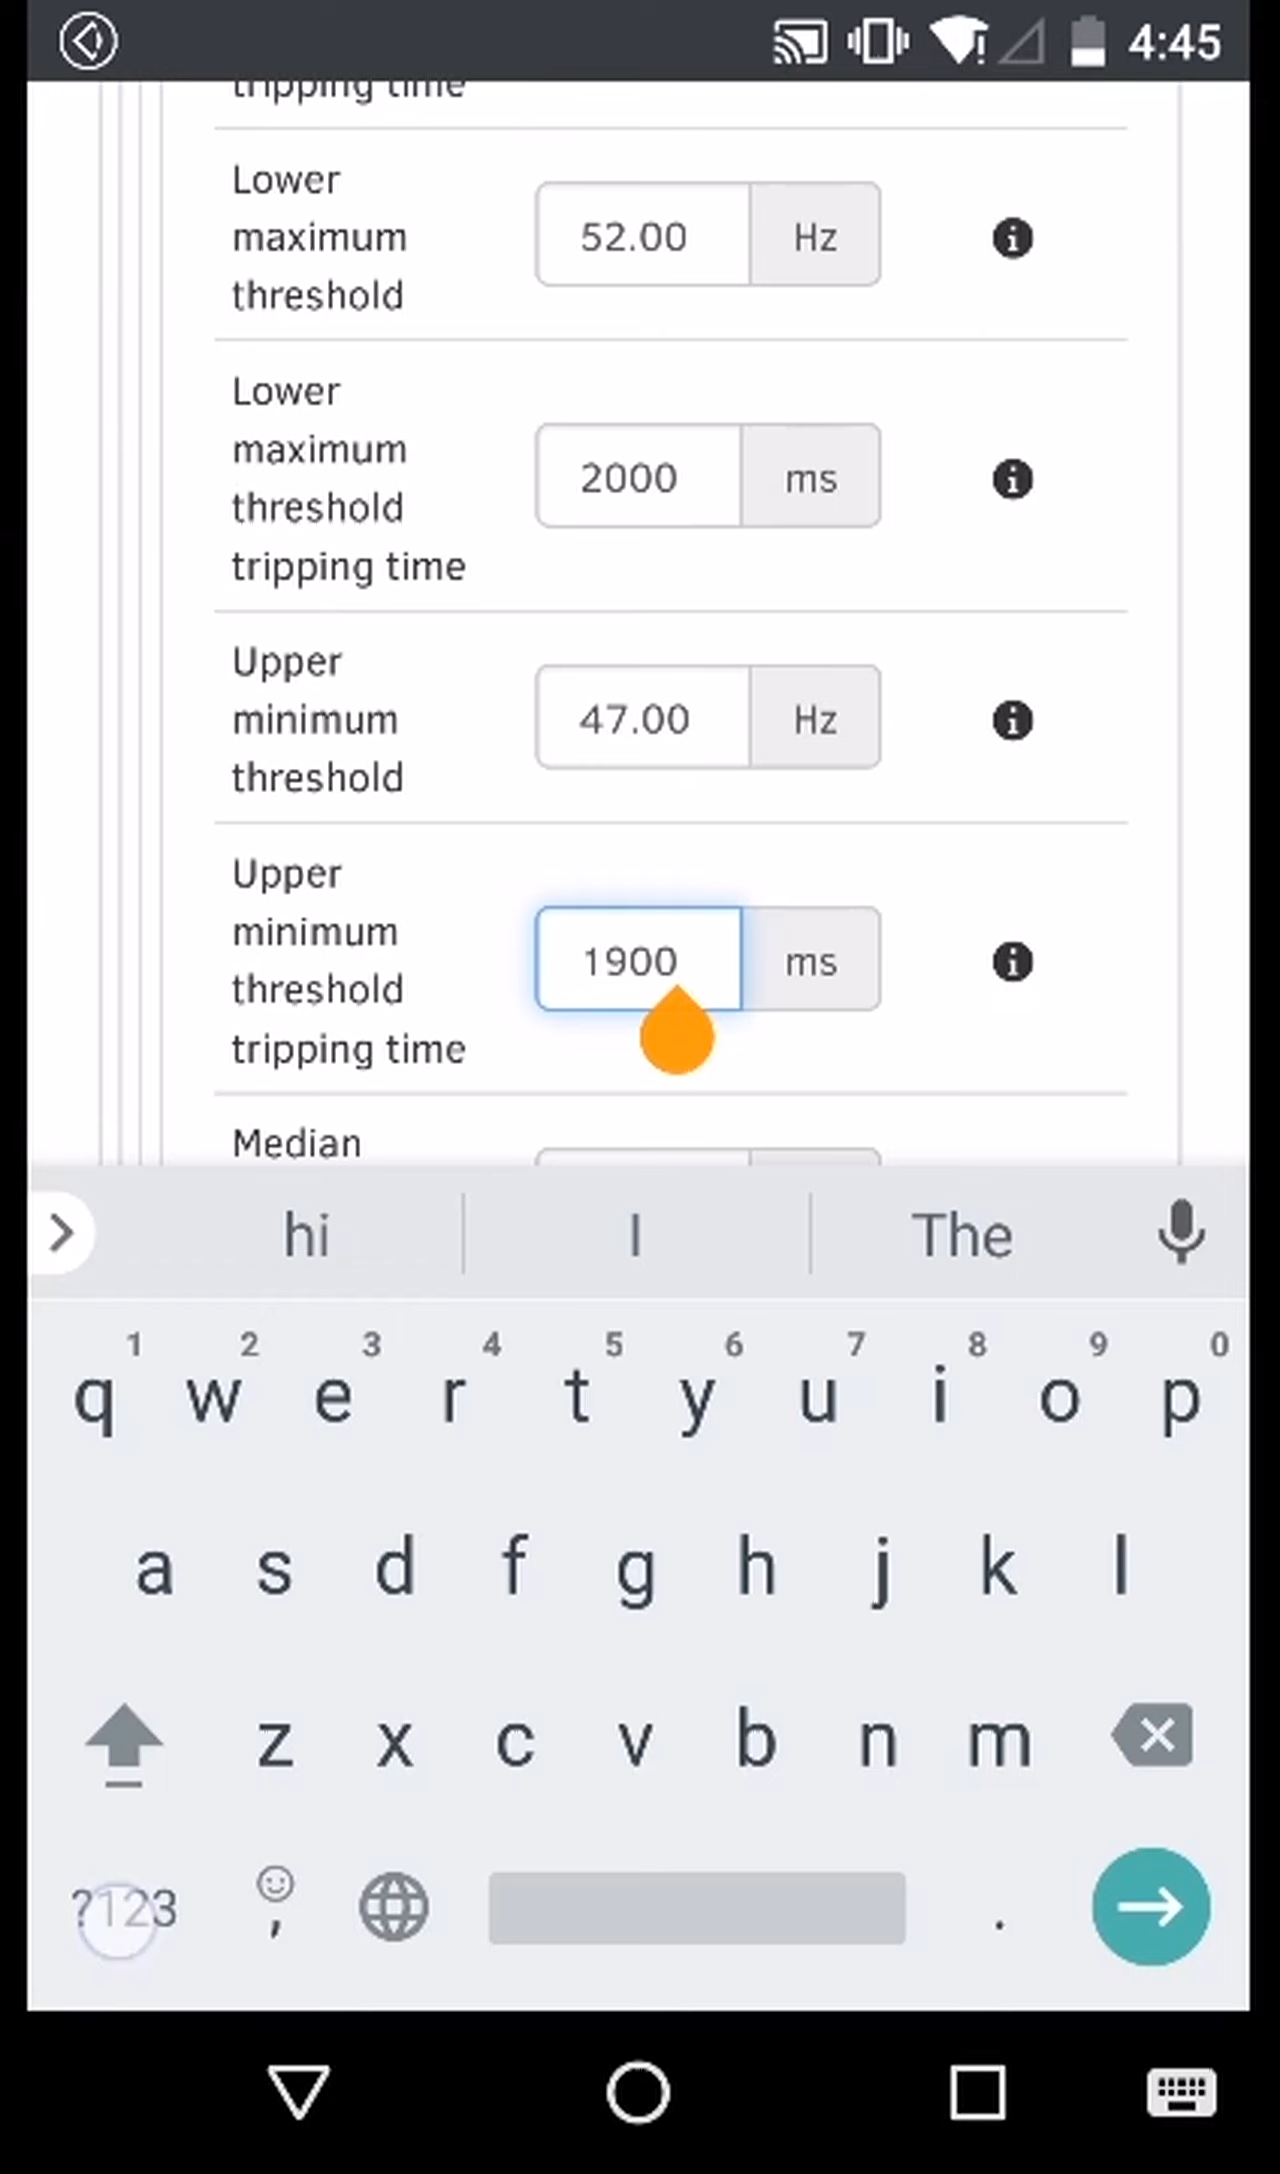 4:45
tripping time
Lower
maximum
threshold
52.00 Hz
Lower
maximum
threshold
tripping time
2000 ms
Upper
minimum
threshold
47.00 Hz
Upper
minimum
threshold
tripping time
1900 ms
Median
hi I The
1 2 3 4 5 6 7 8 9 0
q w e r t y u i o p
a s d f g h j k l
z x c v b n m
?123 , .